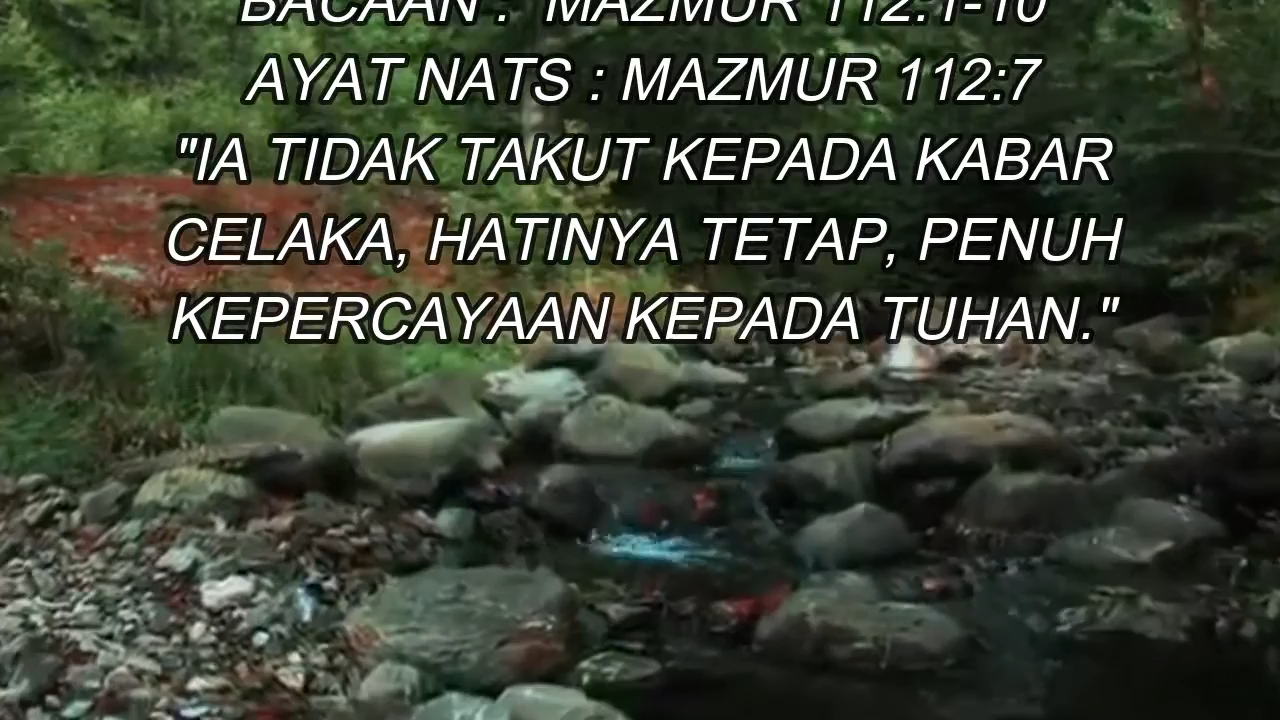 BACAAN : MAZMUR 112:1-10
AYAT NATS : MAZMUR 112:7
"IA TIDAK TAKUT KEPADA KABAR
CELAKA, HATINYA TETAP, PENUH
KEPERCAYAAN KEPADA TUHAN."